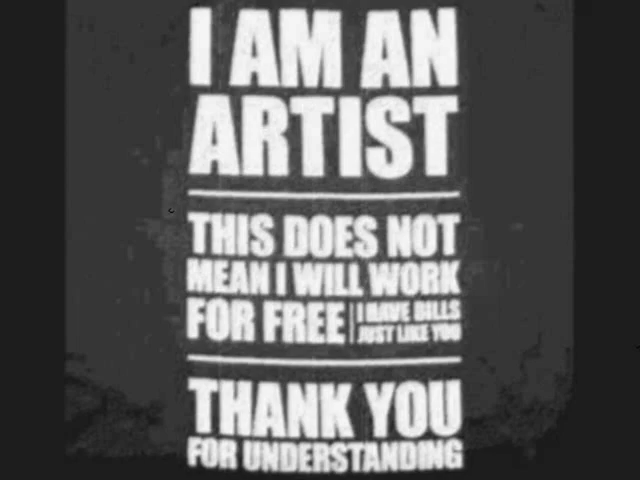 I AM AN
ARTIST
THIS DOES NOT
MEAN I WILL WORK
FOR FREE
I HAVE BILLS
JUST LIKE YOU
THANK YOU
FOR UNDERSTANDING